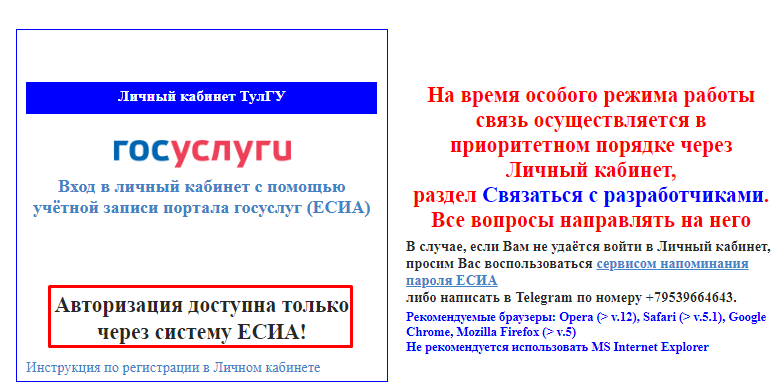 Личный кабинет ТулГУ
госуслуги
Вход в личный кабинет с помощью
учётной записи портала госуслуг (ЕСИА)
Авторизация доступна только
через систему ЕСИА!
Инструкция по регистрации в Личном кабинете
На время особого режима работы
связь осуществляется в
приоритетном порядке через
Личный кабинет,
раздел Связаться с разработчиками.
Все вопросы направлять на него
В случае, если Вам не удаётся войти в Личный кабинет,
просим Вас воспользоваться сервисом напоминания
пароля ЕСИА
либо написать в Telegram по номеру +79539664643.
Рекомендуемые браузеры: Opera (> v.12), Safari (> v.5.1), Google
Chrome, Mozilla Firefox (> v.5)
Не рекомендуется использовать MS Internet Explorer